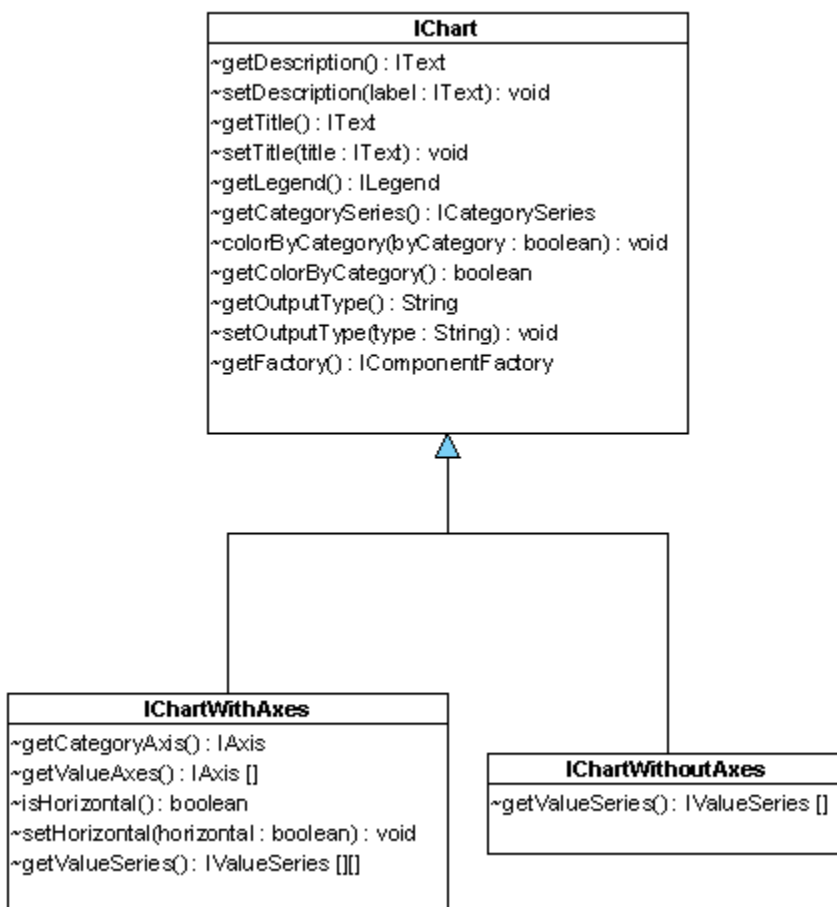 IChart
~getDescription() : IText
~setDescription(label : IText) : void
~getTitle() : IText
~setTitle(title : IText) : void
~getLegend() : ILegend
~getCategorySeries() : ICategorySeries
~colorByCategory(byCategory : boolean) : void
~getColorByCategory() : boolean
~getOutputType() : String
~setOutputType(type : String) : void
~getFactory() : IComponentFactory
IChartWithAxes
~getCategoryAxis() : IAxis
~getValueAxes() : IAxis []
~isHorizontal() : boolean
~setHorizontal(horizontal : boolean) : void
~getValueSeries() : IValueSeries [][]
IChartWithoutAxes
~getValueSeries() : IValueSeries []